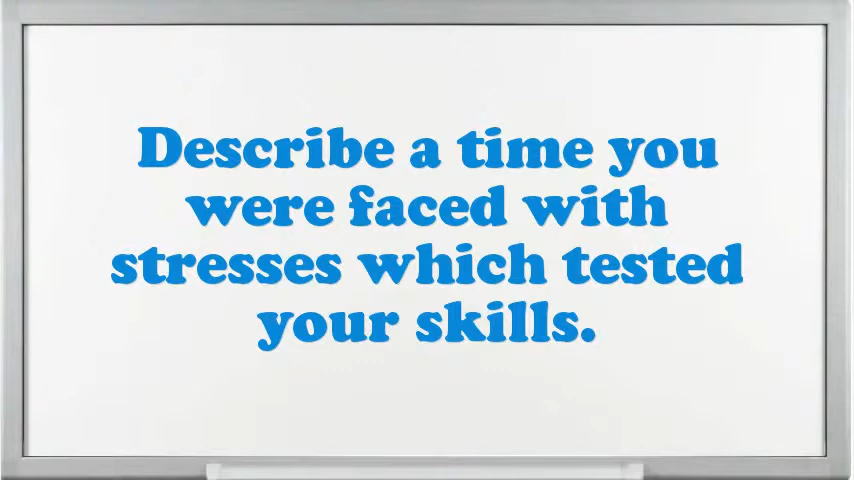 Describe a time you
were faced with
stresses which tested
your skills.